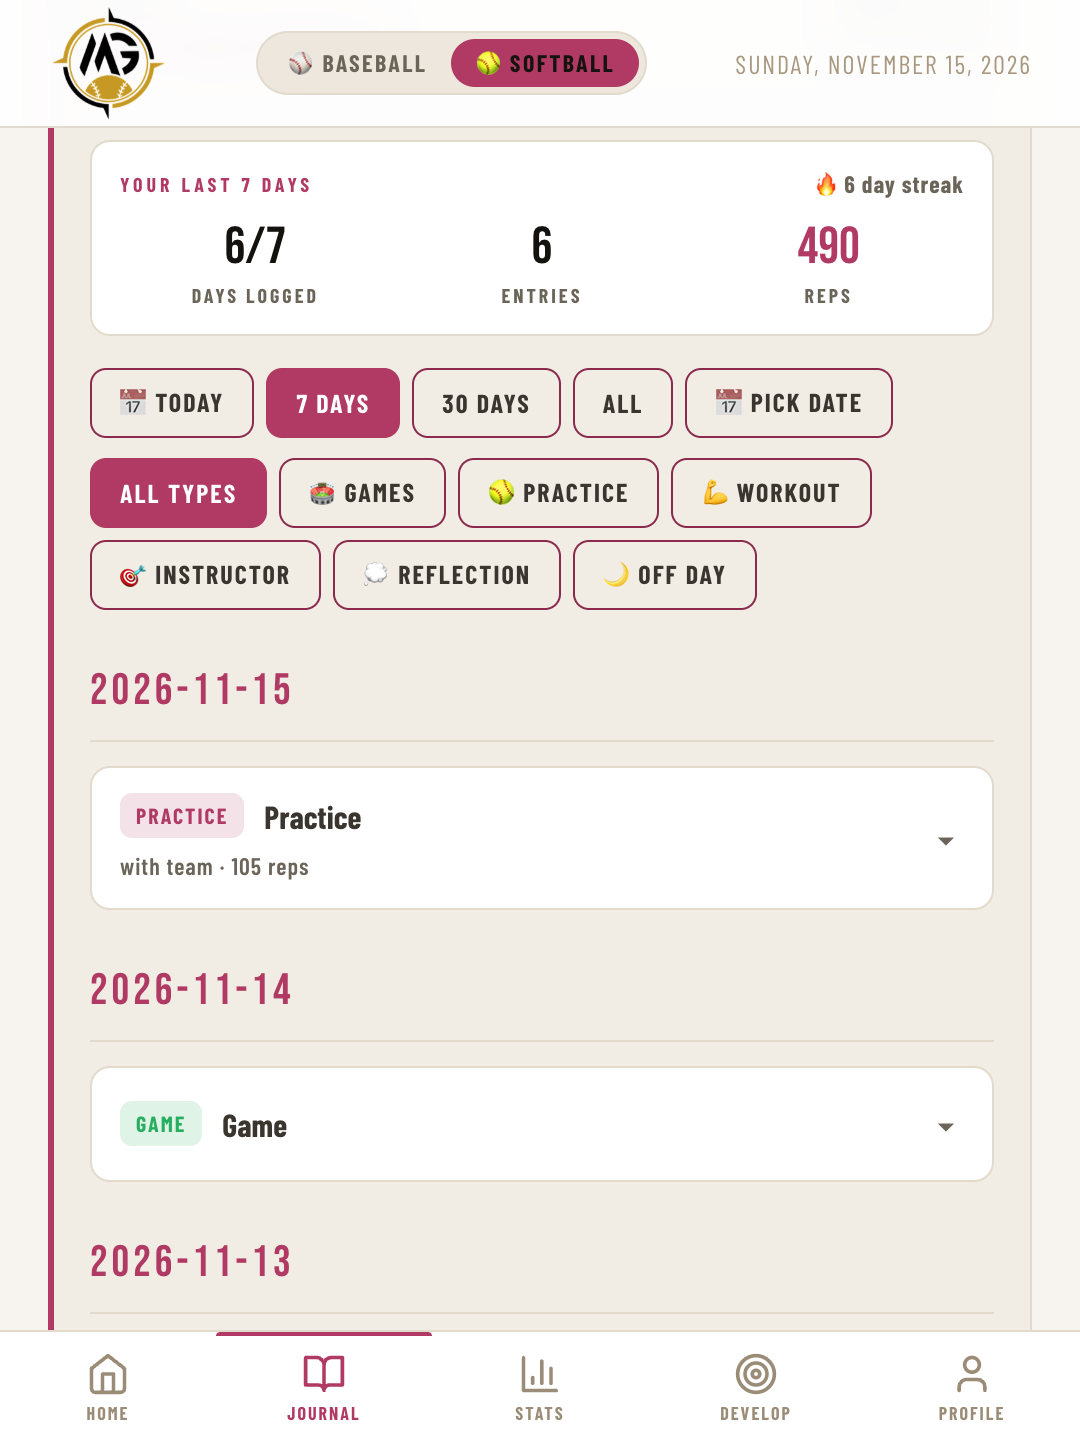 MG
BASEBALL
SOFTBALL
SUNDAY, NOVEMBER 15, 2026
YOUR LAST 7 DAYS
6 day streak
6/7
6
490
DAYS LOGGED
ENTRIES
REPS
17 TODAY
7 DAYS
30 DAYS
ALL
17 PICK DATE
ALL TYPES
GAMES
PRACTICE
WORKOUT
INSTRUCTOR
REFLECTION
OFF DAY
2026-11-15
PRACTICE Practice
with team · 105 reps
2026-11-14
GAME Game
2026-11-13
HOME
JOURNAL
STATS
DEVELOP
PROFILE